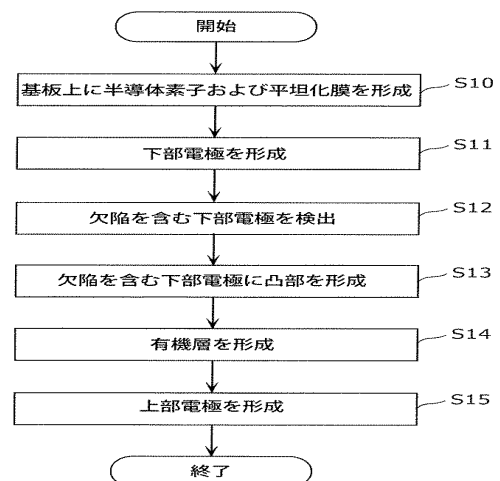 開始
基板上に半導体素子および平坦化膜を形成 S10
下部電極を形成 S11
欠陥を含む下部電極を検出 S12
欠陥を含む下部電極に凸部を形成 S13
有機層を形成 S14
上部電極を形成 S15
終了